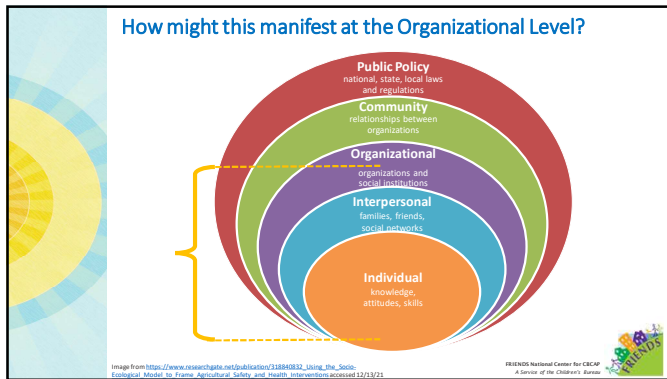 How might this manifest at the Organizational Level?
Public Policy
national, state, local laws
and regulations
Community
relationships between
organizations
Organizational
organizations and
social institutions
Interpersonal
families, friends,
social networks
Individual
knowledge,
attitudes, skills
Image from https://www.researchgate.net/publication/318840832_Using_the_Socio-
Ecological_Model_to_Frame_Agricultural_Safety_and_Health_Interventions accessed 12/13/21
FRIENDS National Center for CBCAP
A Service of the Children's Bureau
FRIENDS